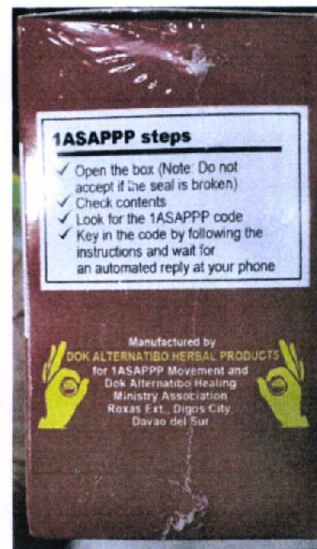 1ASAPPP steps
✓ Open the box (Note: Do not
accept if the seal is broken)
✓ Check contents
✓ Look for the 1ASAPPP code
✓ Key in the code by following the
instructions and wait for
an automated reply at your phone
Manufactured by
DOK ALTERNATIBO HERBAL PRODUCTS
for 1ASAPPP Movement and
Dok Alternatibo Healing
Ministry Association
Roxas Ext., Digos City,
Davao del Sur